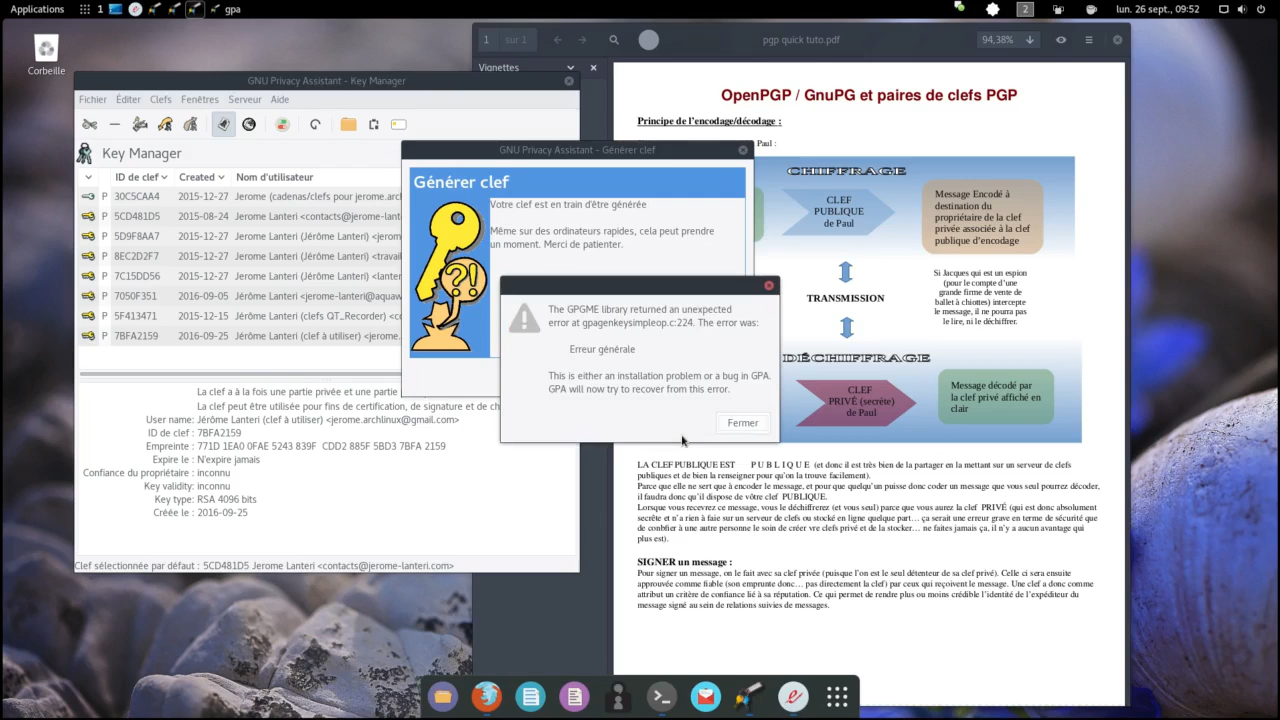 Applications
1
gpa
2
lun. 26 sept., 09:52
Corbeille
1 sur 1
pgp quick tuto.pdf
94,38%
Vignettes
GNU Privacy Assistant - Key Manager
Fichier Éditer Clefs Fenêtres Serveur Aide
Key Manager
ID de clef Created Nom d'utilisateur
P 30C5CAA4 2015-12-27 Jerome (cadenas/clefs pour jerome.arc
P 5CD481D5 2015-08-24 Jerome Lanteri <contacts@jerome-lant
P 5D9F8AA7 2015-12-27 Jerome Lanteri (Jérôme Lanteri) <jero
P 8EC2D2F7 2015-12-27 Jerome Lanteri (Jérôme Lanteri) <travai
P 7C15DD56 2015-12-27 Jerome Lanteri (Jérôme Lanteri) <lanter
P 7050F351 2016-09-05 Jérôme Lanteri <jerome-lanteri@aquaw
P 5F413471 2015-12-15 Jerome Lanteri (clefs QT_Recorder) <co
P 7BFA2159 2016-09-25 Jérôme Lanteri (clef à utiliser) <jerome.
La clef a à la fois une partie privée et une partie
La clef peut être utilisée pour fins de certification, de signature et de ch
User name: Jérôme Lanteri (clef à utiliser) <jerome.archlinux@gmail.com>
ID de clef : 7BFA2159
Empreinte : 771D 1EA0 0FAE 5243 839F CDD2 885F 5BD3 7BFA 2159
Expire le : N'expire jamais
Confiance du propriétaire : inconnu
Key validity: inconnu
Key type: RSA 4096 bits
Créée le : 2016-09-25
Clef sélectionnée par défaut : 5CD481D5 Jerome Lanteri <contacts@jerome-lanteri.com>
GNU Privacy Assistant - Générer clef
Générer clef
Votre clef est en train d'être générée
Même sur des ordinateurs rapides, cela peut prendre
un moment. Merci de patienter.
?!
The GPGME library returned an unexpected
error at gpagenkeysimpleop.c:224. The error was:
Erreur générale
This is either an installation problem or a bug in GPA.
GPA will now try to recover from this error.
Fermer
OpenPGP / GnuPG et paires de clefs PGP
Principe de l'encodage/décodage :
Paul :
CHIFFRAGE
CLEF
PUBLIQUE
de Paul
Message Encodé à
destination du
propriétaire de la clef
privée associée à la clef
publique d'encodage
TRANSMISSION
Si Jacques qui est un espion
(pour le compte d'une
grande firme de vente de
ballet à chiottes) intercepte
le message, il ne pourra pas
le lire, ni le déchiffrer.
DÉCHIFFRAGE
CLEF
PRIVÉ (secrète)
de Paul
Message décodé par
la clef privé affiché en
clair
LA CLEF PUBLIQUE EST P U B L I Q U E (et donc il est très bien de la partager en la mettant sur un serveur de clefs
publiques et de bien la renseigner pour qu'on la trouve facilement).
Parce que elle ne sert que à encoder le message, et pour que quelqu'un puisse donc coder un message que vous seul pourrez décoder,
il faudra donc qu'il dispose de vôtre clef PUBLIQUE.
Lorsque vous recevrez ce message, vous le déchiffrerez (et vous seul) parce que vous aurez la clef PRIVÉ (qui est donc absolument
secrète et n'a rien à faie sur un serveur de clefs ou stocké en ligne quelque part… ça serait une erreur grave en terme de sécurité que
de confier à une autre personne le soin de créer vre clefs privé et de la stocker… ne faites jamais ça, il n'y a aucun avantage qui
plus est).
SIGNER un message :
Pour signer un message, on le fait avec sa clef privée (puisque l'on est le seul détenteur de sa clef privé). Celle ci sera ensuite
approuvée comme fiable (son emprunte donc… pas directement la clef) par ceux qui reçoivent le message. Une clef a donc comme
attribut un critère de confiance lié à sa réputation. Ce qui permet de rendre plus ou moins crédible l'identité de l'expéditeur du
message signé au sein de relations suivies de messages.